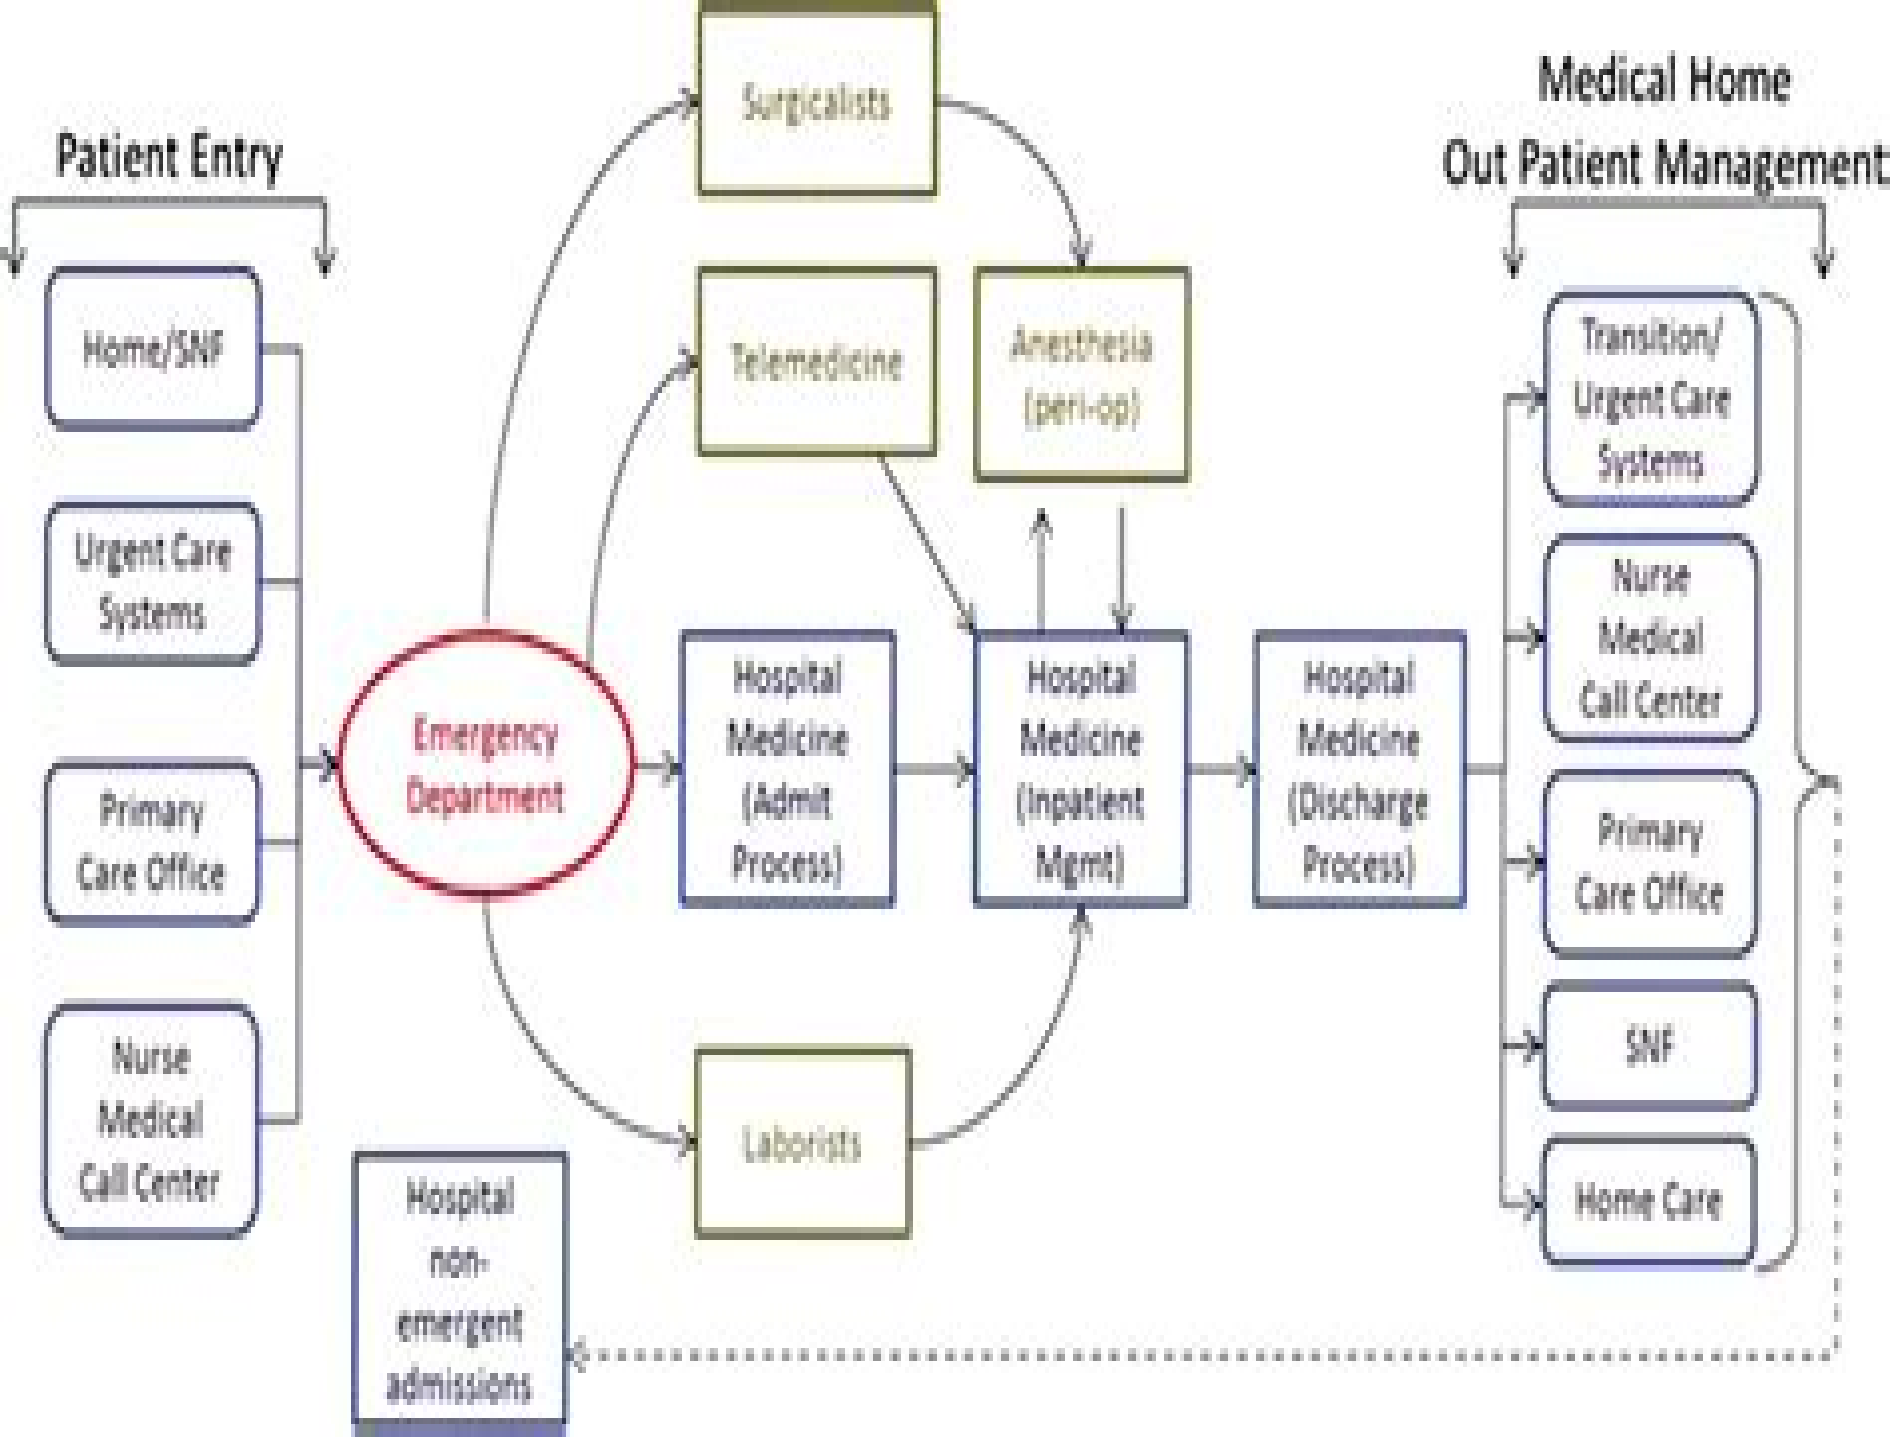 Patient Entry
Home/SNF
Urgent Care
Systems
Primary
Care Office
Nurse
Medical
Call Center
Emergency
Department
Hospital
non-
emergent
admissions
Surgicalists
Telemedicine
Anesthesia
(peri-op)
Hospital
Medicine
(Admit
Process)
Hospital
Medicine
(Inpatient
Mgmt)
Hospital
Medicine
(Discharge
Process)
Laborists
Medical Home
Out Patient Management
Transition/
Urgent Care
Systems
Nurse
Medical
Call Center
Primary
Care Office
SNF
Home Care